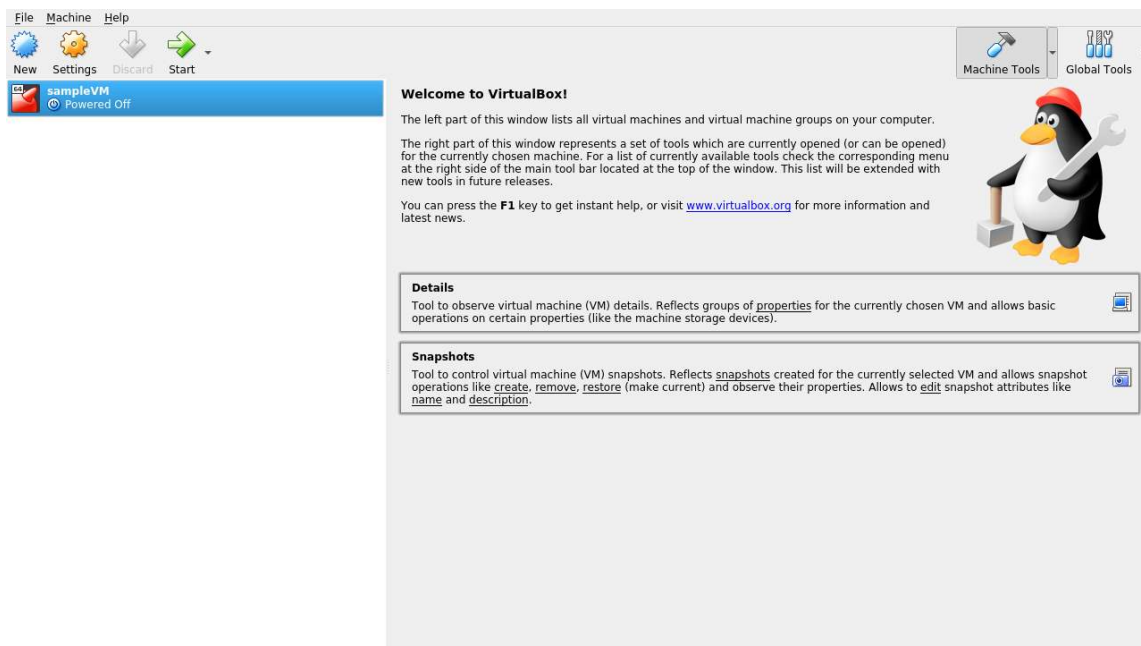 File Machine Help
New Settings Discard Start Machine Tools Global Tools
64
sampleVM
Powered Off
Welcome to VirtualBox!
The left part of this window lists all virtual machines and virtual machine groups on your computer.
The right part of this window represents a set of tools which are currently opened (or can be opened)
for the currently chosen machine. For a list of currently available tools check the corresponding menu
at the right side of the main tool bar located at the top of the window. This list will be extended with
new tools in future releases.
You can press the F1 key to get instant help, or visit www.virtualbox.org for more information and
latest news.
Details
Tool to observe virtual machine (VM) details. Reflects groups of properties for the currently chosen VM and allows basic
operations on certain properties (like the machine storage devices).
Snapshots
Tool to control virtual machine (VM) snapshots. Reflects snapshots created for the currently selected VM and allows snapshot
operations like create, remove, restore (make current) and observe their properties. Allows to edit snapshot attributes like
name and description.